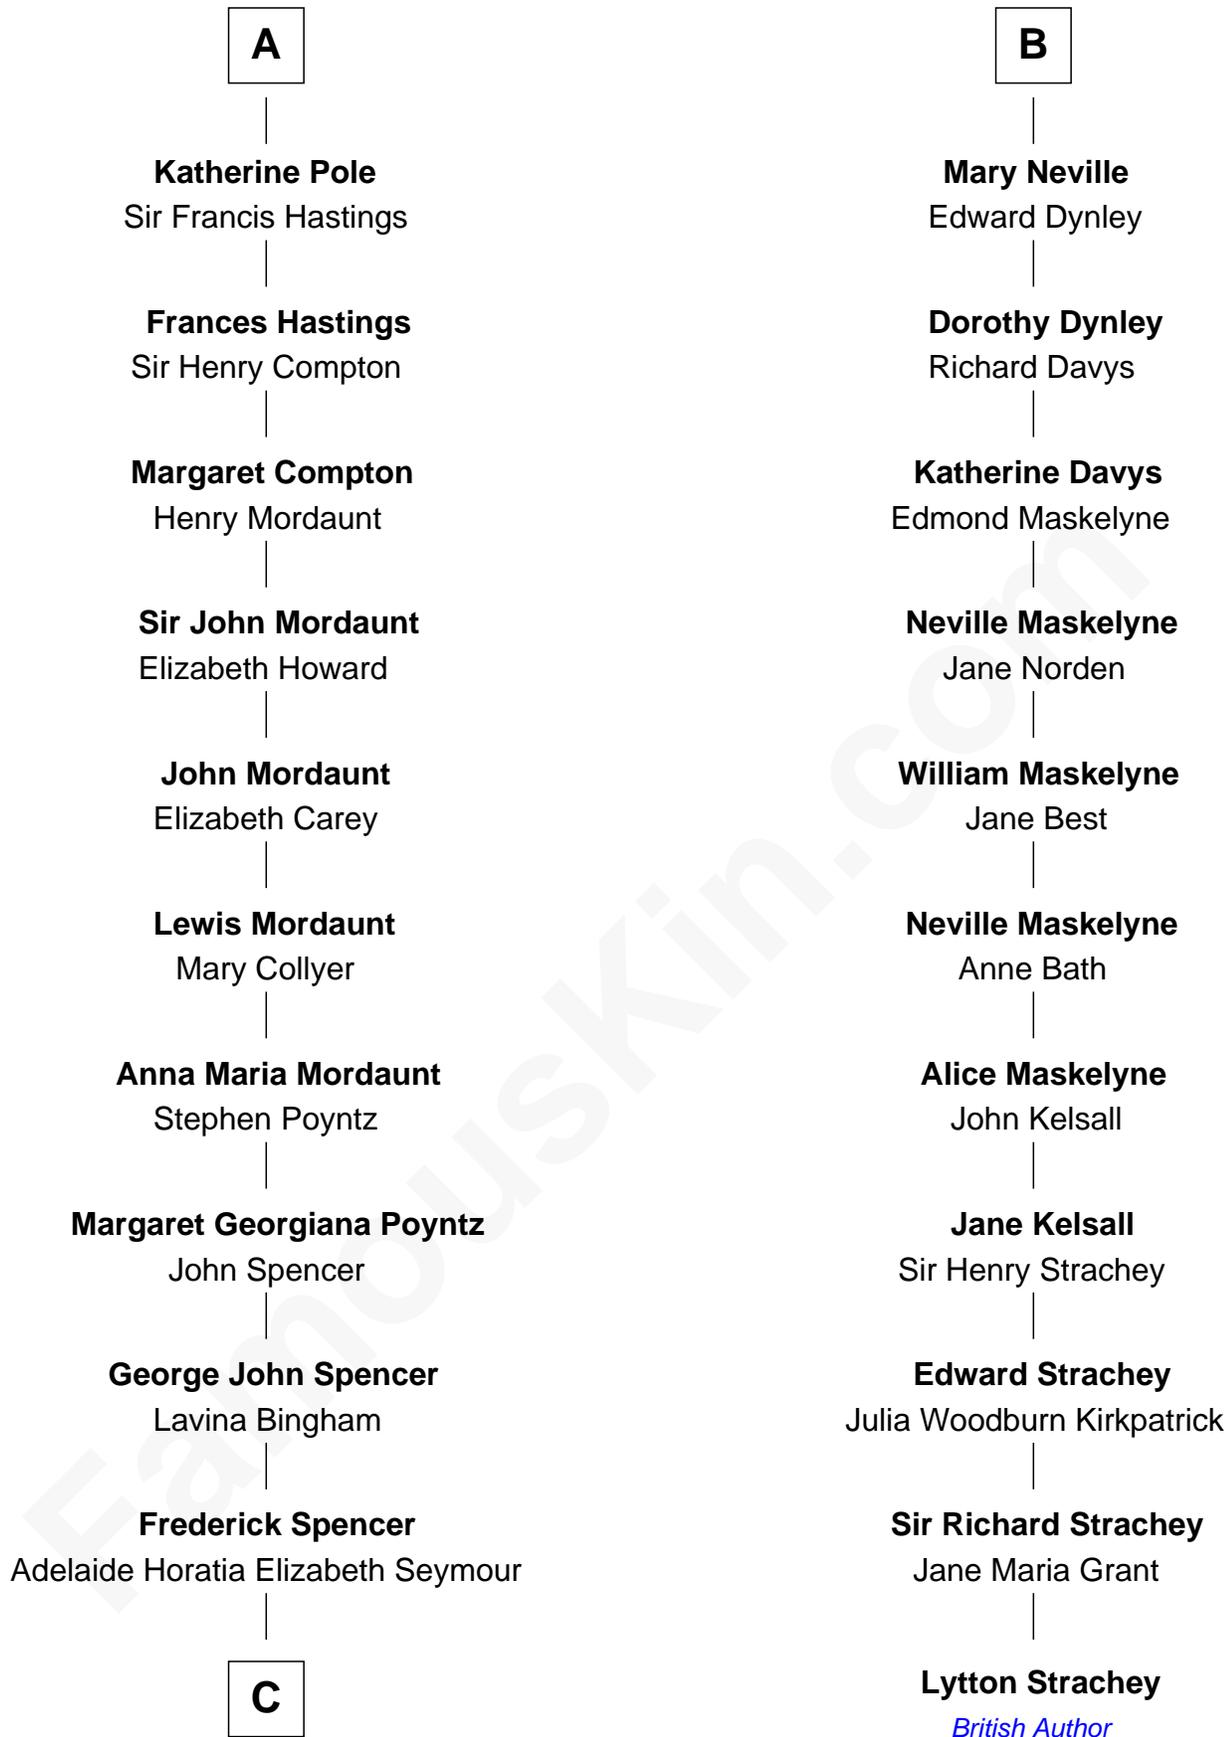 A
Katherine Pole
Sir Francis Hastings
Frances Hastings
Sir Henry Compton
Margaret Compton
Henry Mordaunt
Sir John Mordaunt
Elizabeth Howard
John Mordaunt
Elizabeth Carey
Lewis Mordaunt
Mary Collyer
Anna Maria Mordaunt
Stephen Poyntz
Margaret Georgiana Poyntz
John Spencer
George John Spencer
Lavina Bingham
Frederick Spencer
Adelaide Horatia Elizabeth Seymour
C
B
Mary Neville
Edward Dynley
Dorothy Dynley
Richard Davys
Katherine Davys
Edmond Maskelyne
Neville Maskelyne
Jane Norden
William Maskelyne
Jane Best
Neville Maskelyne
Anne Bath
Alice Maskelyne
John Kelsall
Jane Kelsall
Sir Henry Strachey
Edward Strachey
Julia Woodburn Kirkpatrick
Sir Richard Strachey
Jane Maria Grant
Lytton Strachey
British Author
FamousKin.com